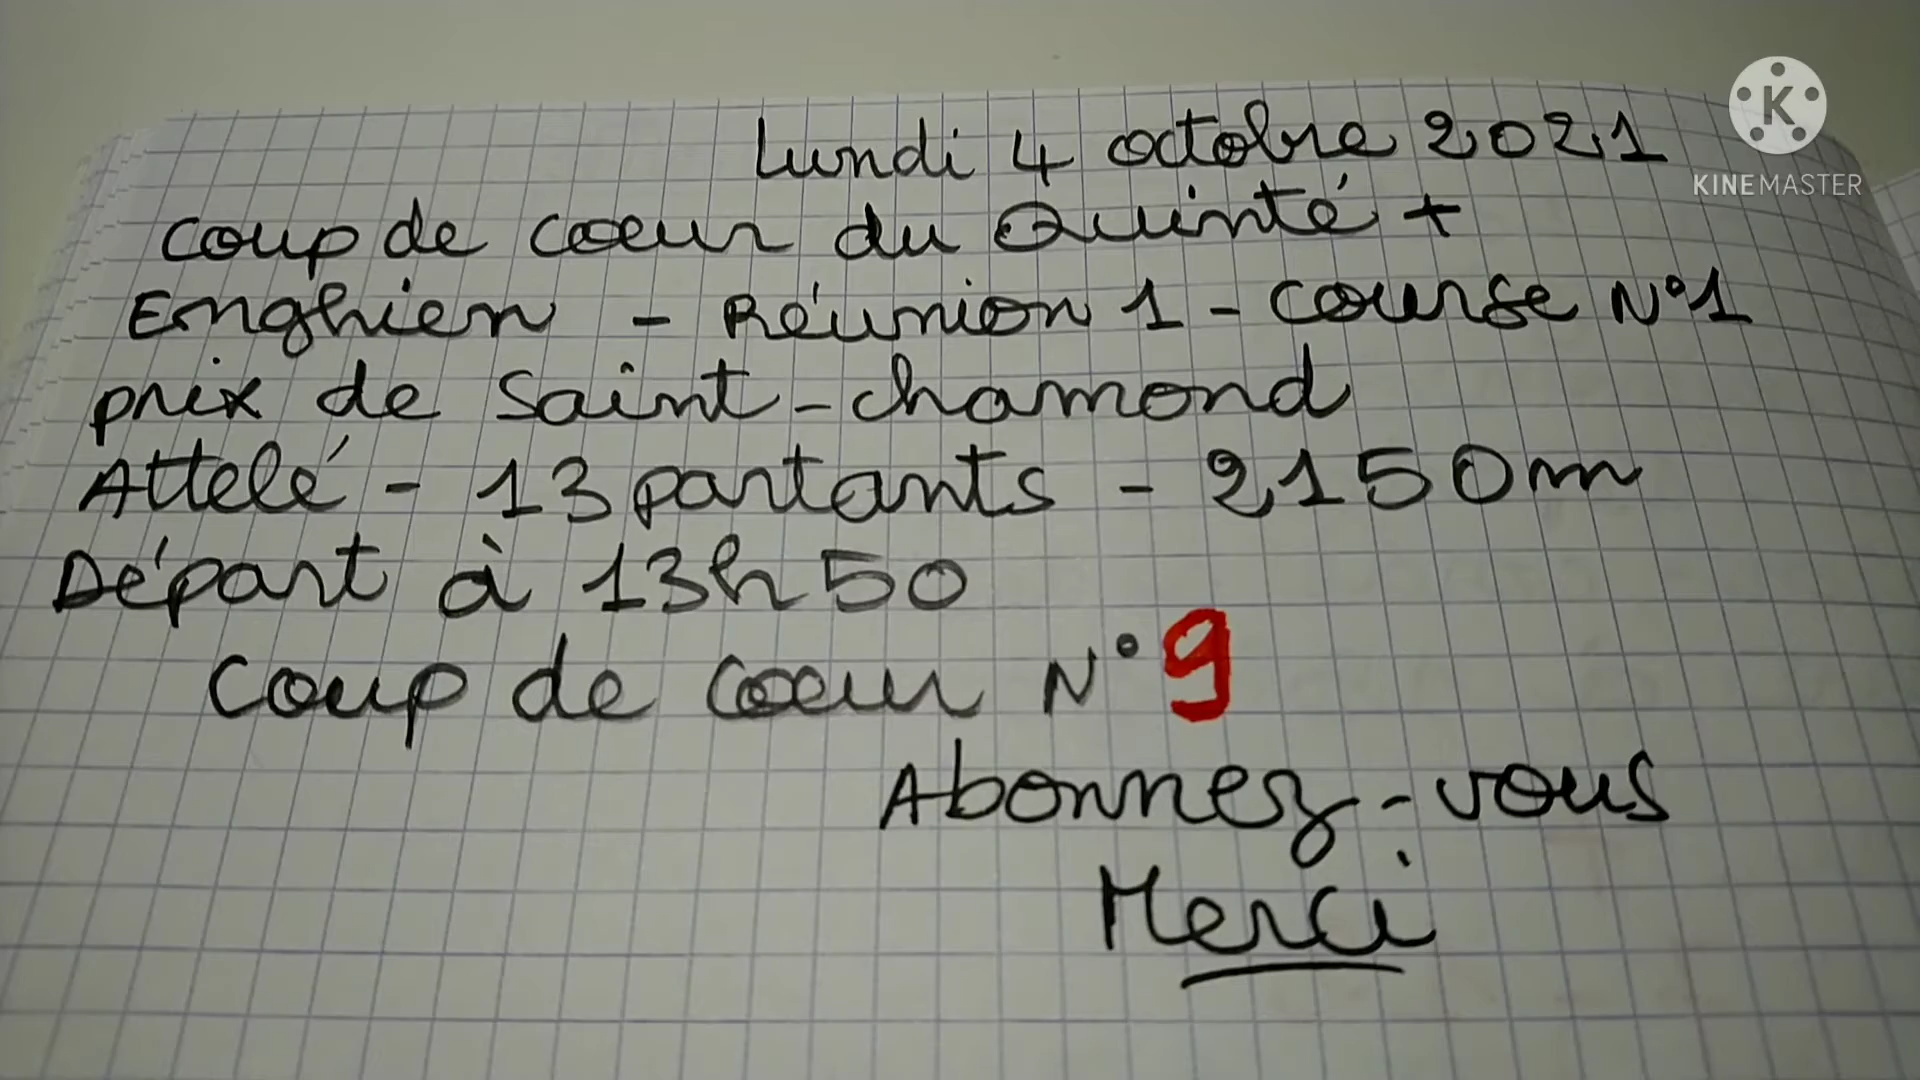 Lundi 4 octobre 2021
K
KINEMASTER
Coup de coeur du Quinté +
Enghien - Réunion 1 - Course N°1
prix de Saint-chamond
Attelé - 13 partants - 2150m
Départ à 13h50
Coup de coeur N°9
Abonnez-vous
Merci